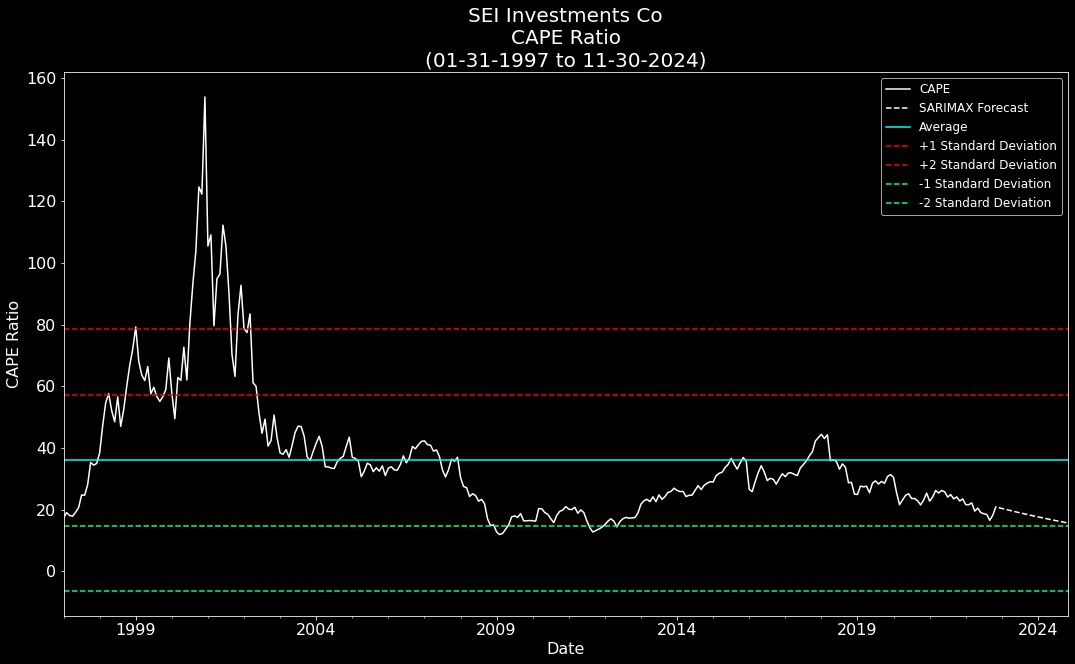 SEI Investments Co
CAPE Ratio
(01-31-1997 to 11-30-2024)
CAPE
SARIMAX Forecast
Average
+1 Standard Deviation
+2 Standard Deviation
-1 Standard Deviation
-2 Standard Deviation
CAPE Ratio
160
140
120
100
80
60
40
20
0
1999
2004
2009
2014
2019
2024
Date